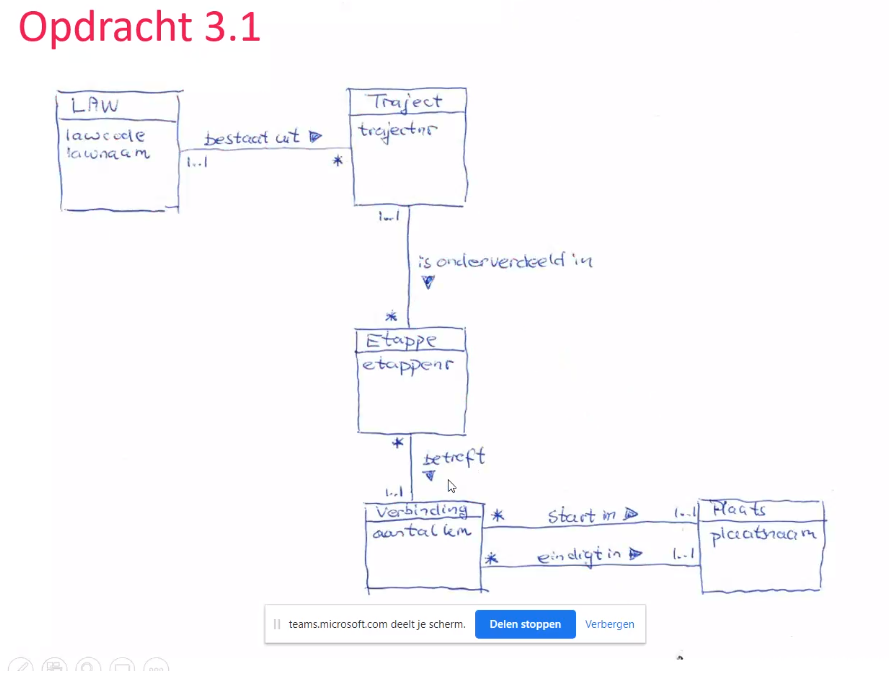 Opdracht 3.1
LAW
lawcode
lawnaam
bestaat uit
1..1
*
Traject
trajectnr
1..1
is onderverdeeld in
*
Etappe
etappenr
*
betreft
1..1
Verbinding
aantal km
*
start in
1..1
*
eindigt in
1..1
Plaats
plaatsnaam
teams.microsoft.com deelt je scherm.
Delen stoppen
Verbergen